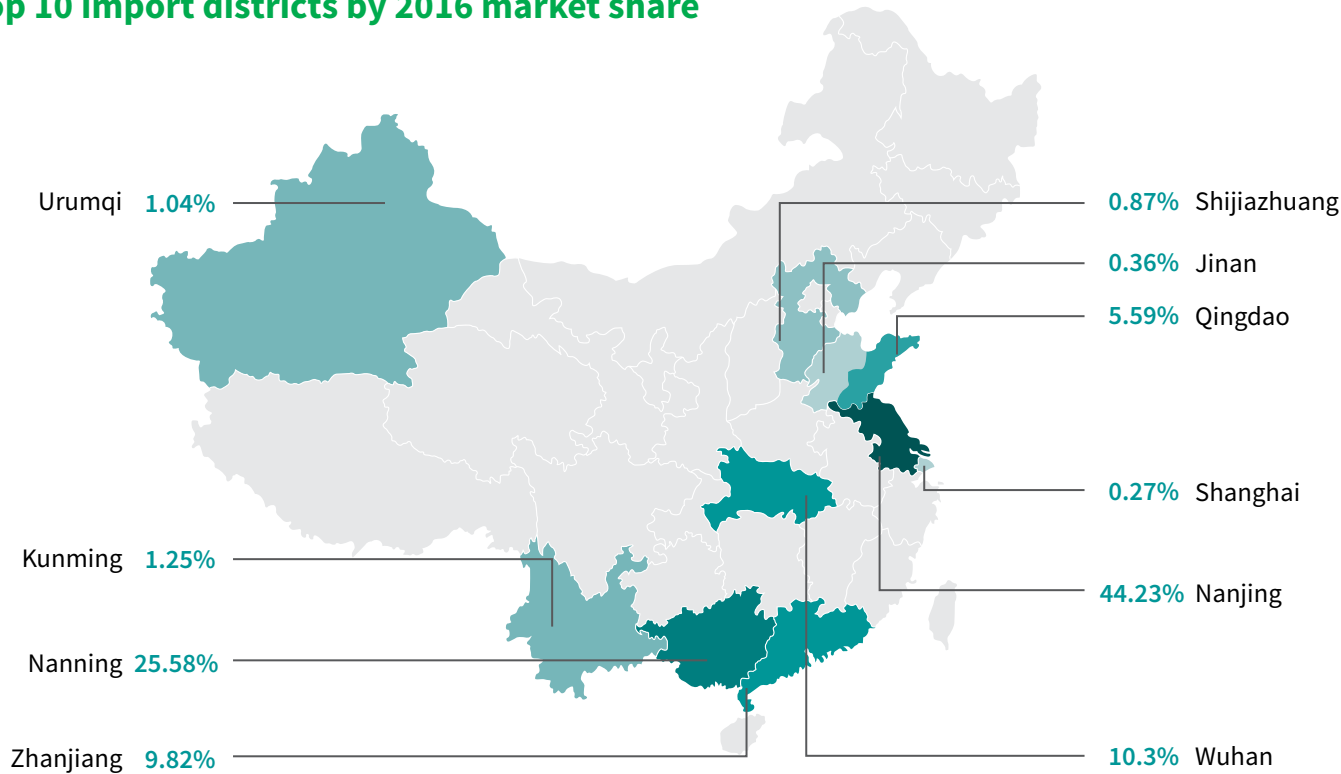 import districts by 2016 market share
Urumqi 1.04%
0.87% Shijiazhuang
0.36% Jinan
5.59% Qingdao
0.27% Shanghai
Kunming 1.25%
44.23% Nanjing
Nanning 25.58%
Zhanjiang 9.82%
10.3% Wuhan